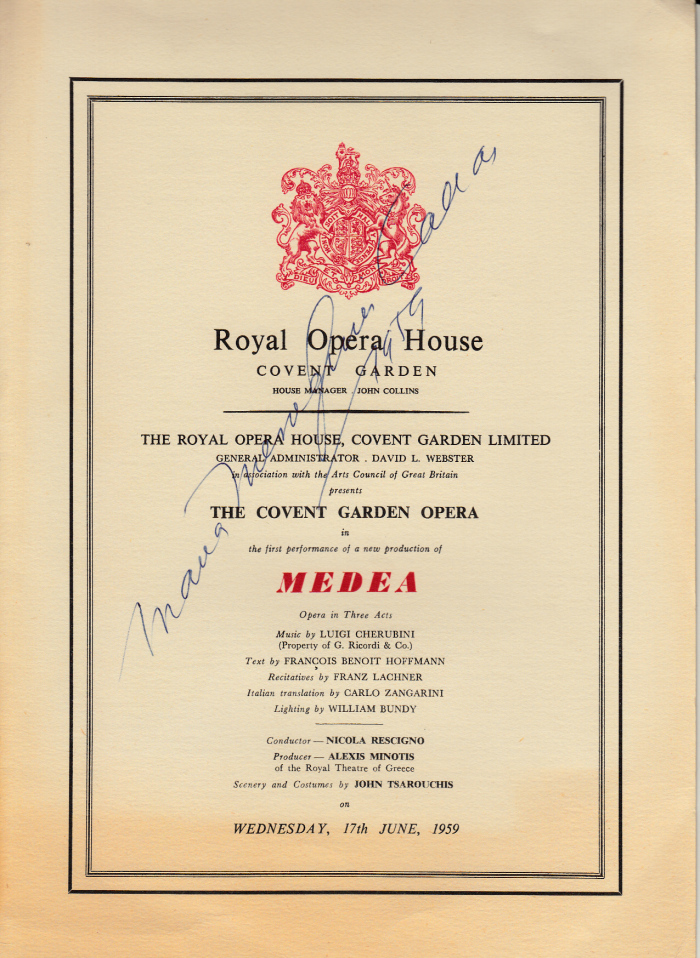 DIEU ET MON DROIT
Royal Opera House
COVENT GARDEN
HOUSE MANAGER . JOHN COLLINS
THE ROYAL OPERA HOUSE, COVENT GARDEN LIMITED
GENERAL ADMINISTRATOR . DAVID L. WEBSTER
in association with the Arts Council of Great Britain
presents
THE COVENT GARDEN OPERA
in
the first performance of a new production of
MEDEA
Opera in Three Acts
Music by LUIGI CHERUBINI
(Property of G. Ricordi & Co.)
Text by FRANÇOIS BENOIT HOFFMANN
Recitatives by FRANZ LACHNER
Italian translation by CARLO ZANGARINI
Lighting by WILLIAM BUNDY
Conductor — NICOLA RESCIGNO
Producer — ALEXIS MINOTIS
of the Royal Theatre of Greece
Scenery and Costumes by JOHN TSAROUCHIS
on
WEDNESDAY, 17th JUNE, 1959
Maria Meneghini Callas
1959